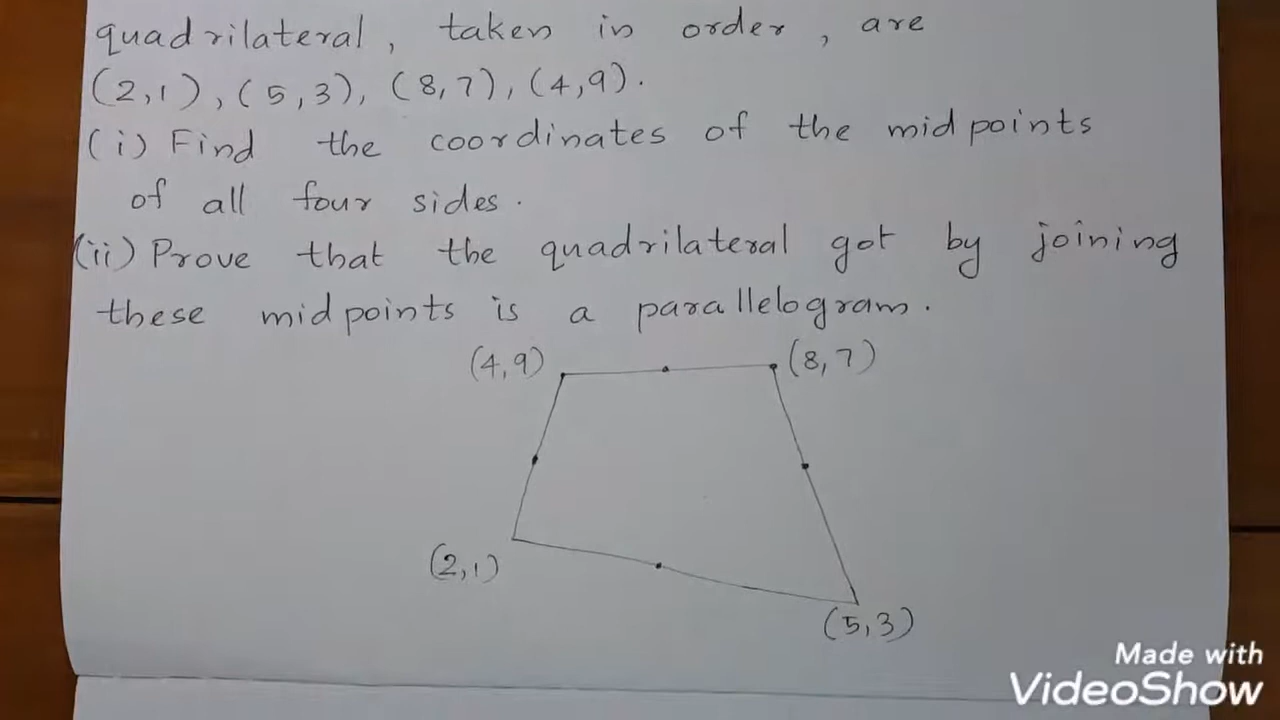 quadrilateral, taken in order, are
(2,1), (5,3), (8,7), (4,9).
(i) Find the coordinates of the midpoints
of all four sides.
(ii) Prove that the quadrilateral got by joining
these midpoints is a parallelogram.
(4,9) (8,7)
(2,1)
(5,3)
Made with
VideoShow